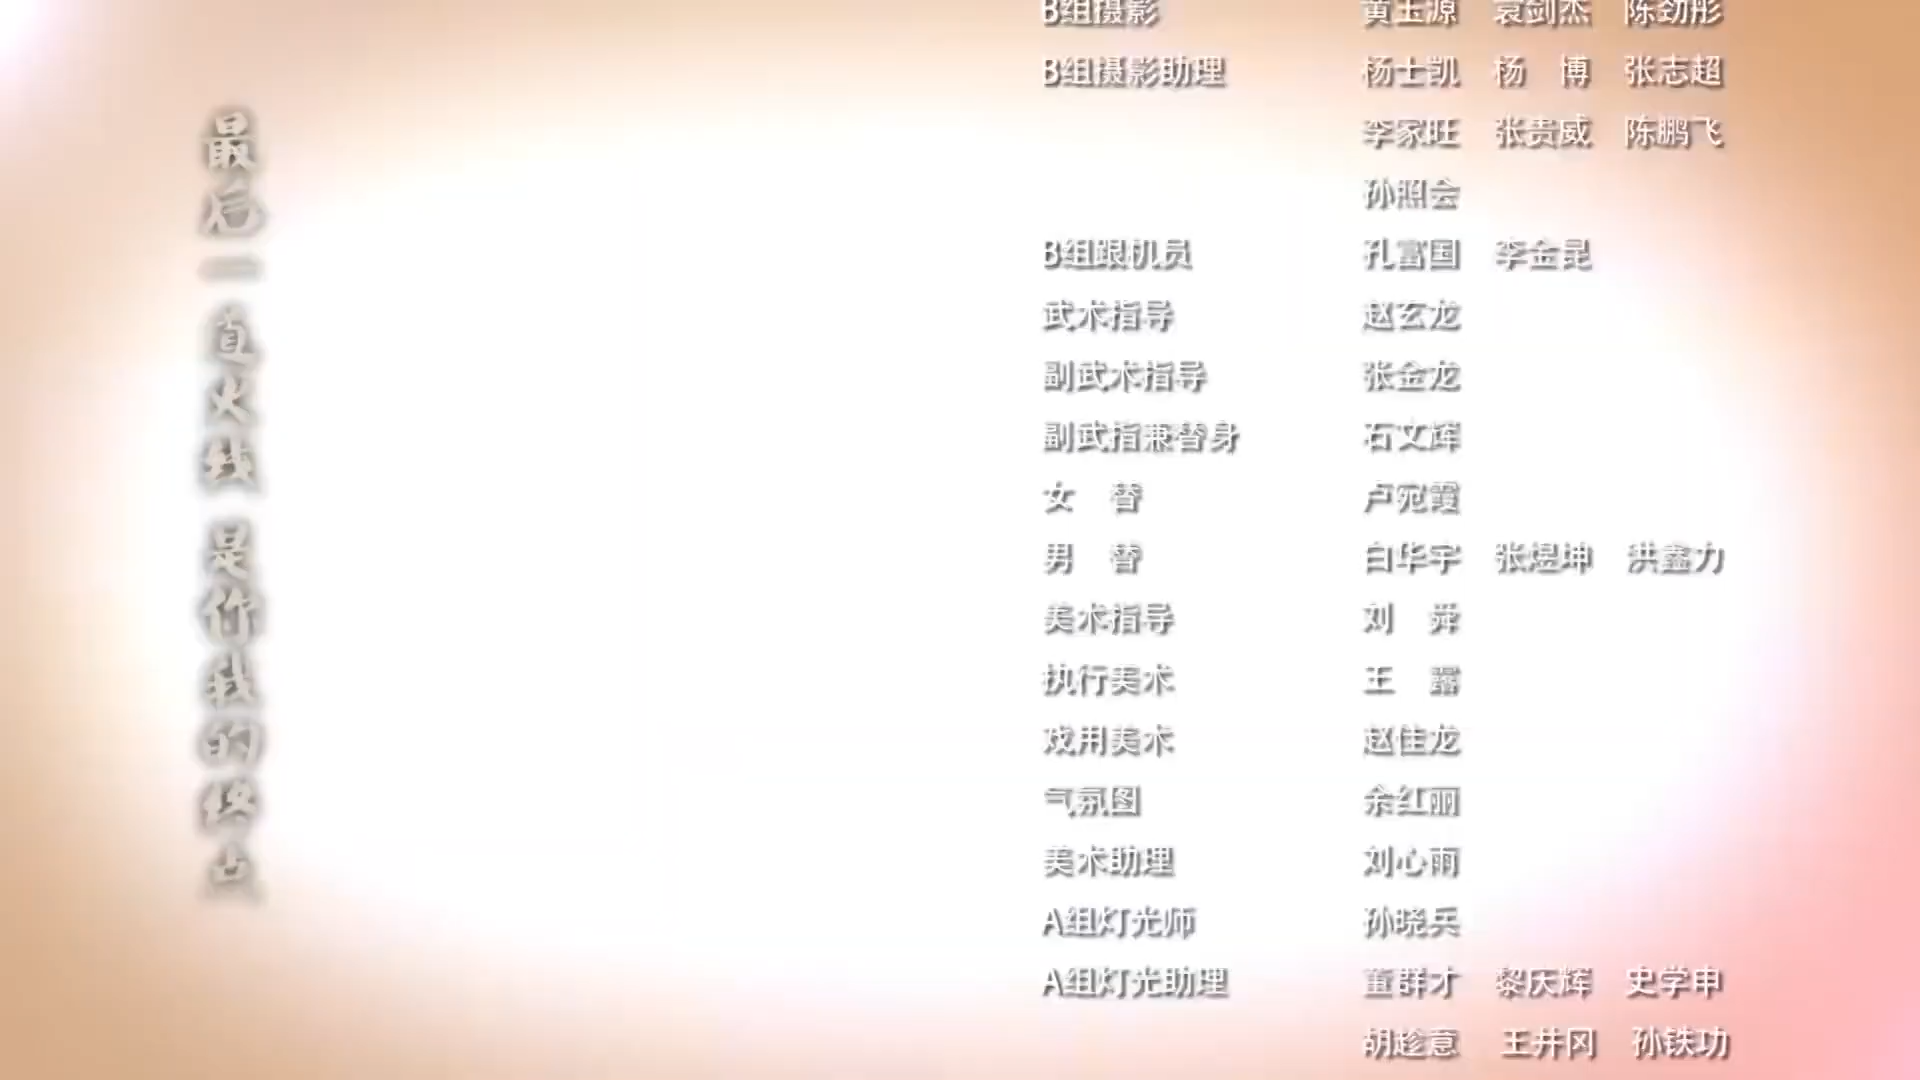 最后一道火线 是你我的终点
B组摄影 黄玉源 袁剑杰 陈劲彤
B组摄影助理 杨士凯 杨 博 张志超
李家旺 张贵威 陈鹏飞
孙照会
B组跟机员 孔富国 李金昆
武术指导 赵玄龙
副武术指导 张金龙
副武指兼替身 石文辉
女 替 卢宛霞
男 替 白华宇 张煜坤 洪鑫力
美术指导 刘 舜
执行美术 王 露
戏用美术 赵佳龙
气氛图 余红丽
美术助理 刘心雨
A组灯光师 孙晓兵
A组灯光助理 董群才 黎庆辉 史学申
胡趁意 王井冈 孙铁功